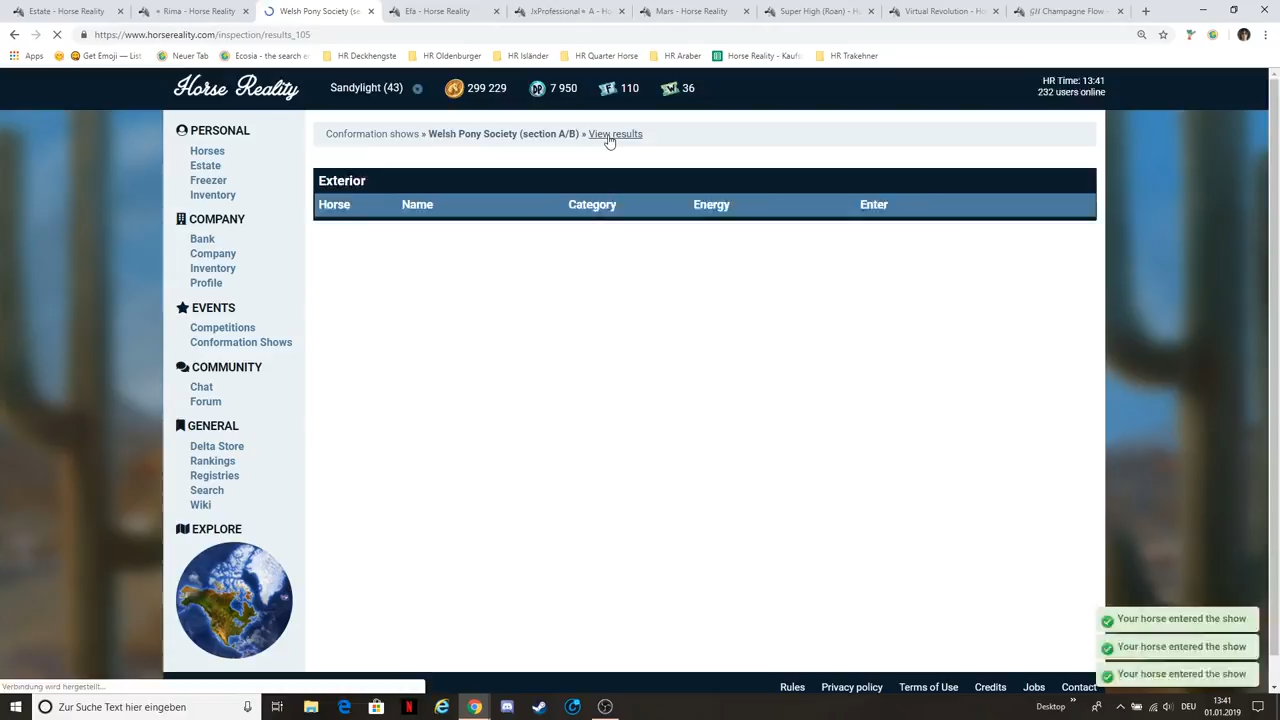 Estate - Horse Reality
Rima - Horse Reality
Welsh Pony Society (se
Efa - Horse Reality
JxProfessional★ A - Ho
Mars - Horse Reality
Super High (Roan) - Ho
Virtual Revolution - Ho
GH Champagne Flow
https://www.horsereality.com/inspection/results_105
Apps
Get Emoji — List
Neuer Tab
Ecosia - the search e
HR Deckhengste
HR Oldenburger
HR Isländer
HR Quarter Horse
HR Araber
Horse Reality - Kaufs
HR Trakehner
Horse Reality
Sandylight (43)
299 229
7 950
110
36
HR Time: 13:41
232 users online
PERSONAL
Horses
Estate
Freezer
Inventory
COMPANY
Bank
Company
Inventory
Profile
EVENTS
Competitions
Conformation Shows
COMMUNITY
Chat
Forum
GENERAL
Delta Store
Rankings
Registries
Search
Wiki
EXPLORE
Conformation shows » Welsh Pony Society (section A/B) » View results
Exterior
Horse Name Category Energy Enter
Your horse entered the show
Your horse entered the show
Your horse entered the show
Rules Privacy policy Terms of Use Credits Jobs Contact
Verbindung wird hergestellt...
Zur Suche Text hier eingeben
Desktop
DEU
13:41
01.01.2019